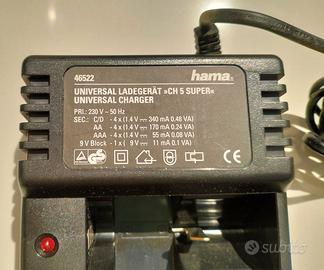 46522
hama®
UNIVERSAL LADEGERÄT »CH 5 SUPER«
UNIVERSAL CHARGER
PRI.: 230 V ~ 50 Hz
SEC.: C/D - 4 x (1.4 V ⎓ 340 mA 0.48 VA)
AA - 4 x (1.4 V ⎓ 170 mA 0.24 VA)
AAA - 4 x (1.4 V ⎓ 55 mA 0.08 VA)
9 V Block - 1 x ( 9 V ⎓ 11 mA 0.1 VA)
subito